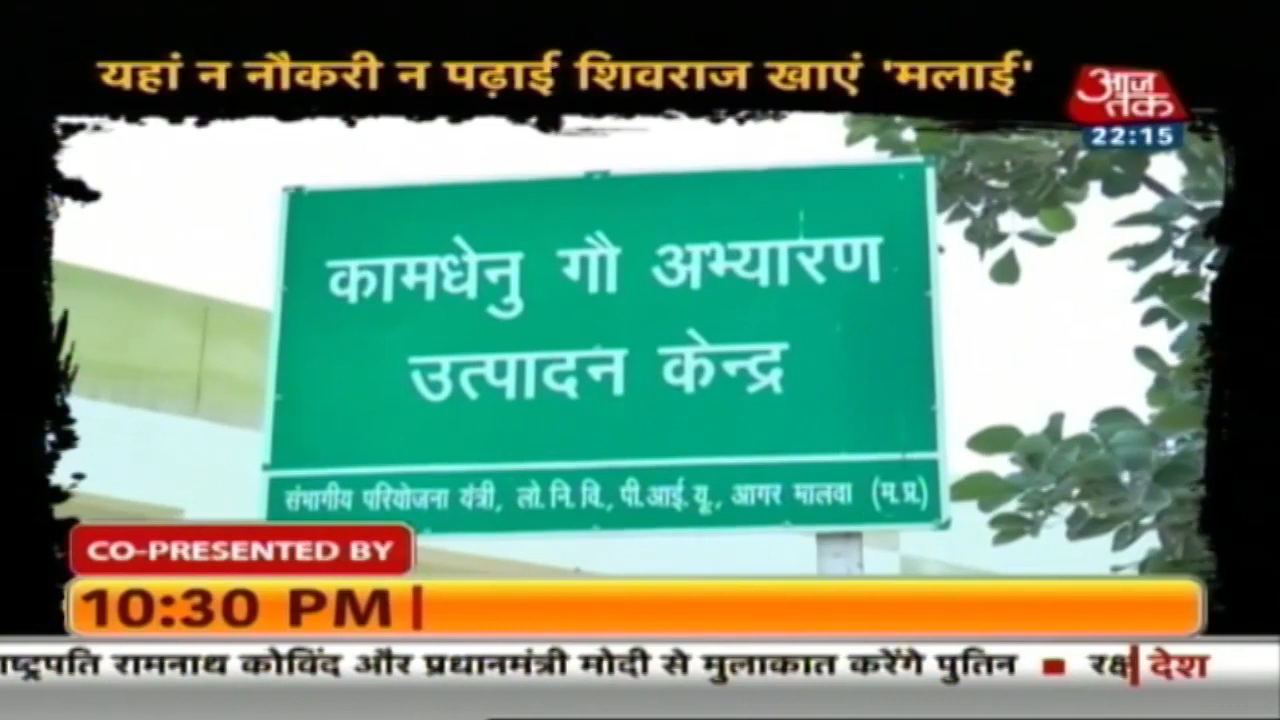 यहां न नौकरी न पढ़ाई शिवराज खाएं 'मलाई'
आज
तक
22:15
कामधेनु गौ अभ्यारण
उत्पादन केन्द्र
संभागीय परियोजना यंत्री, लो.नि.वि., पी.आई.यू., आगर मालवा (म.प्र.)
CO-PRESENTED BY
10:30 PM
रामनाथ कोविंद और प्रधानमंत्री मोदी से मुलाकात करेंगे पुतिन
देश